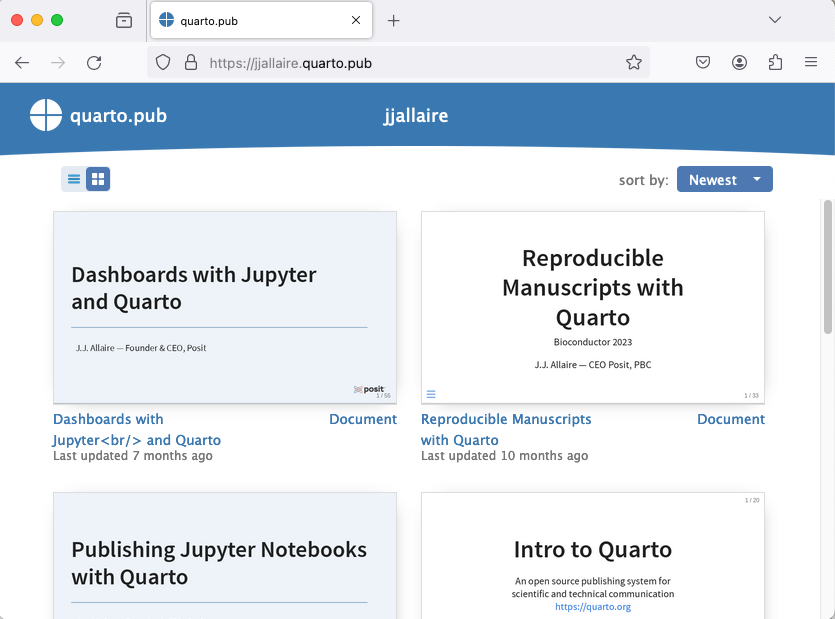 quarto.pub
https://jjallaire.quarto.pub
quarto.pub
jjallaire
sort by:
Newest
Dashboards with Jupyter
and Quarto
J.J. Allaire — Founder & CEO, Posit
posit
1 / 55
Dashboards with
Jupyter<br/> and Quarto
Document
Last updated 7 months ago
Reproducible
Manuscripts with
Quarto
Bioconductor 2023
J.J. Allaire — CEO Posit, PBC
1 / 33
Reproducible Manuscripts
with Quarto
Document
Last updated 10 months ago
Publishing Jupyter Notebooks
with Quarto
1 / 20
Intro to Quarto
An open source publishing system for
scientific and technical communication
https://quarto.org